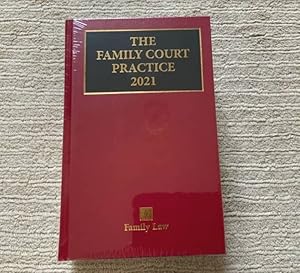 THE
FAMILY COURT
PRACTICE
2021
Family Law